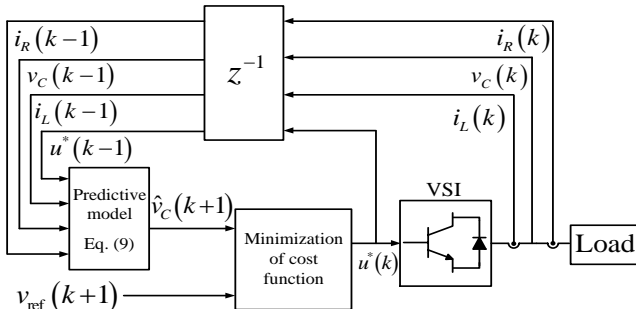 i_R(k−1)
v_C(k−1)
i_L(k−1)
u*(k−1)
z⁻¹
i_R(k)
v_C(k)
i_L(k)
Predictive
model
Eq. (9)
v̂_C(k+1)
Minimization
of cost
function
u*(k)
VSI
Load
v_ref(k+1)